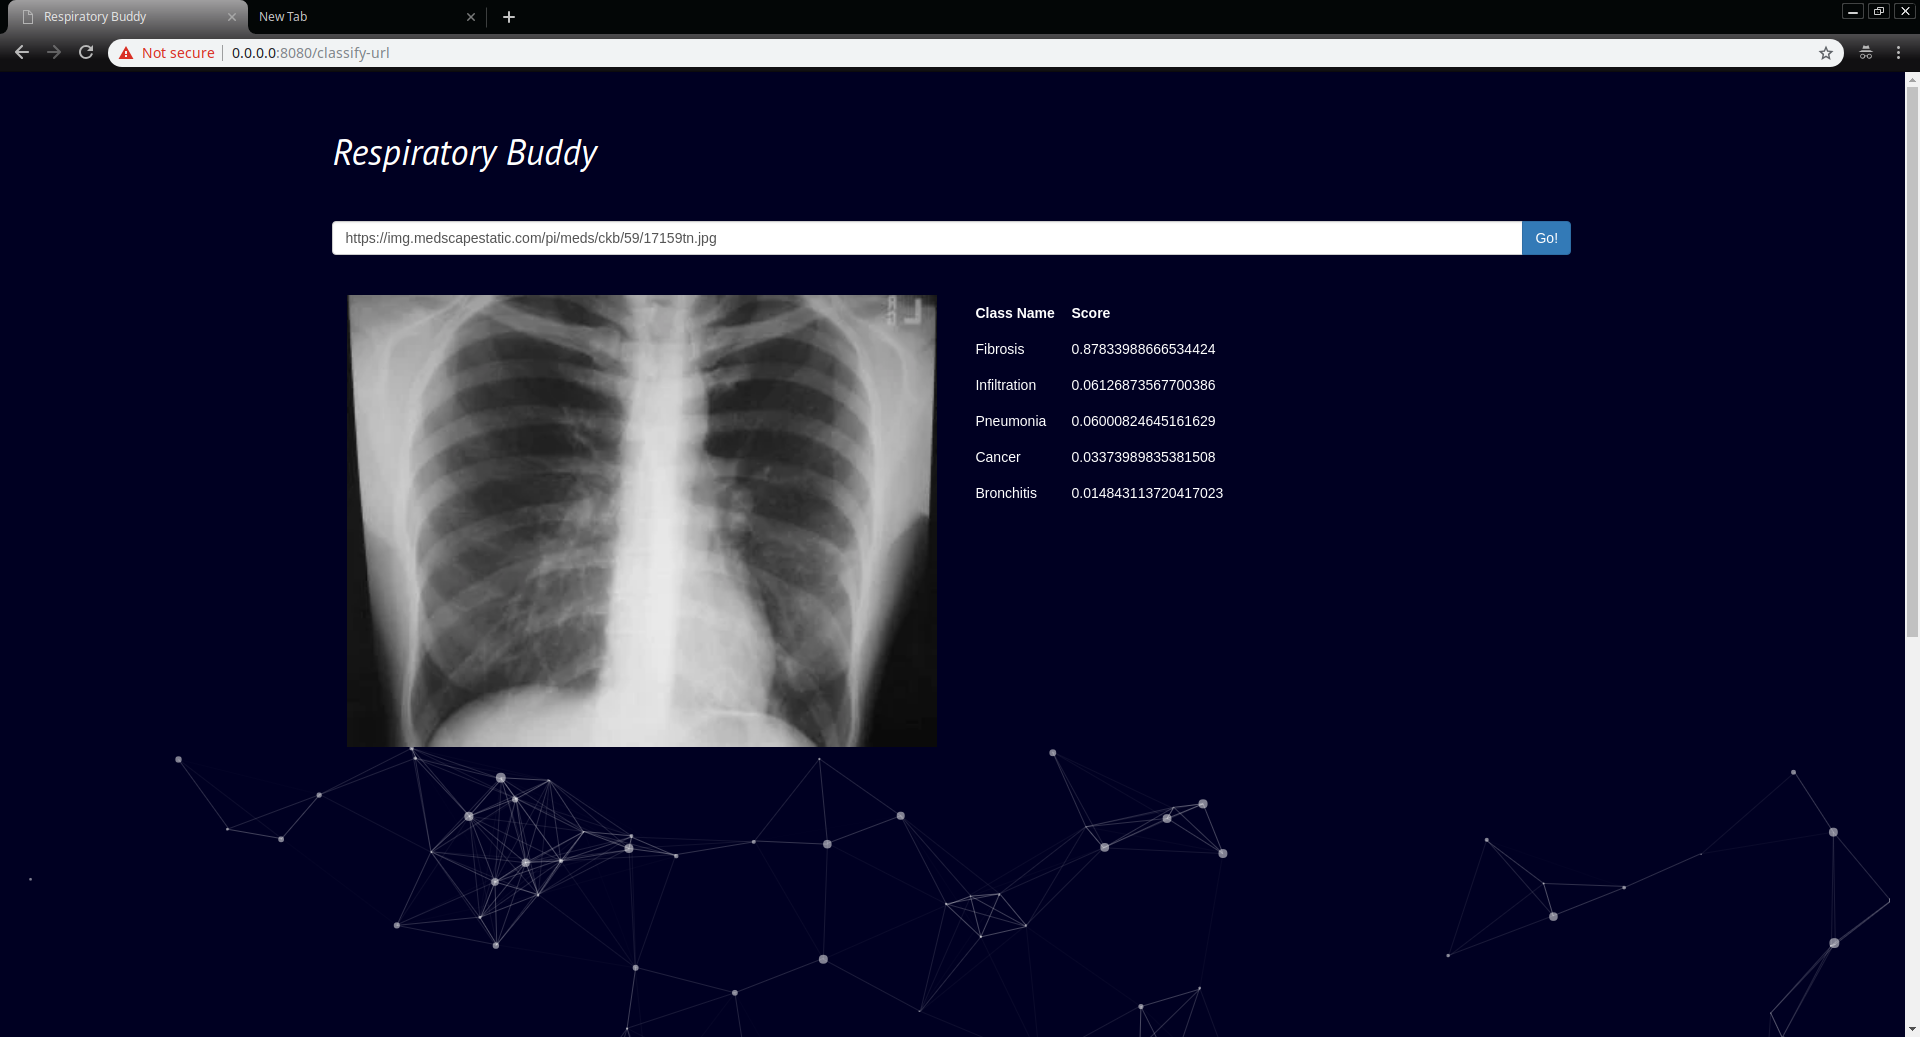 Respiratory Buddy
New Tab
Not secure
0.0.0.0:8080/classify-url
Respiratory Buddy
https://img.medscapestatic.com/pi/meds/ckb/59/17159tn.jpg
Go!
L
Class Name Score
Fibrosis 0.87833988666534424
Infiltration 0.06126873567700386
Pneumonia 0.06000824645161629
Cancer 0.03373989835381508
Bronchitis 0.014843113720417023